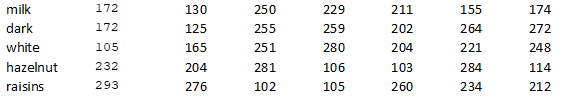 milk 172 130 250 229 211 155 174
dark 172 125 255 259 202 264 272
white 105 165 251 280 204 221 248
hazelnut 232 204 281 106 103 284 114
raisins 293 276 102 105 260 234 212